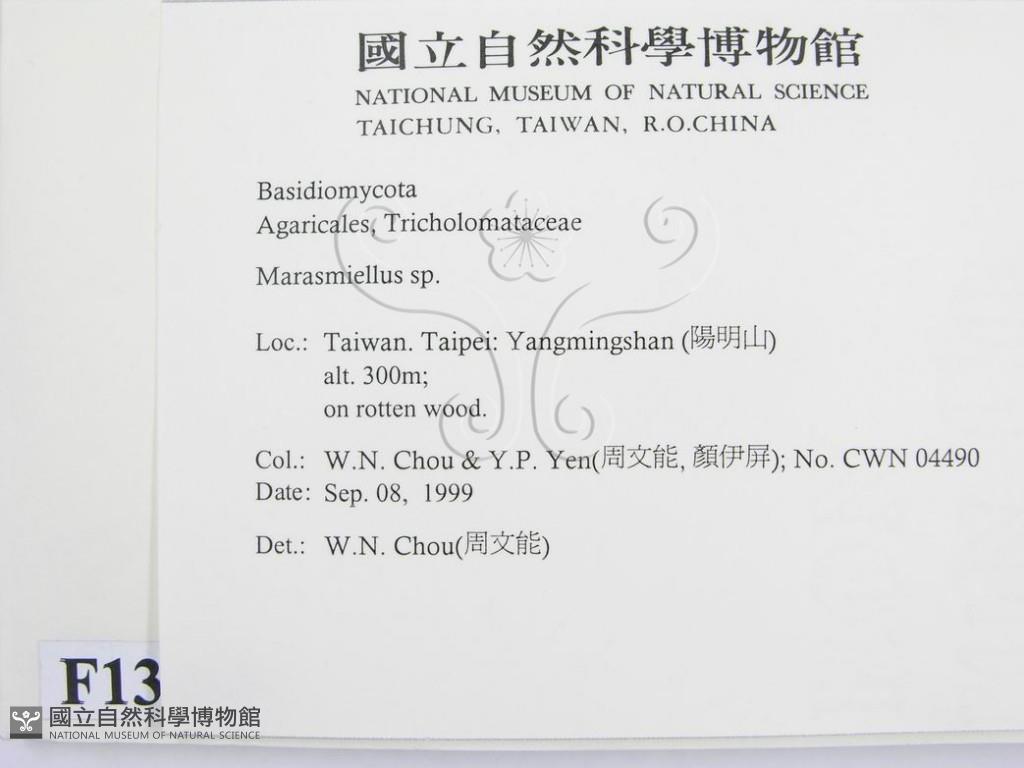 國立自然科學博物館
NATIONAL MUSEUM OF NATURAL SCIENCE
TAICHUNG, TAIWAN, R.O.CHINA
Basidiomycota
Agaricales, Tricholomataceae
Marasmiellus sp.
Loc.: Taiwan. Taipei: Yangmingshan (陽明山)
alt. 300m;
on rotten wood.
Col.: W.N. Chou & Y.P. Yen(周文能, 顏伊屏); No. CWN 04490
Date: Sep. 08, 1999
Det.: W.N. Chou(周文能)
F13
國立自然科學博物館
NATIONAL MUSEUM OF NATURAL SCIENCE